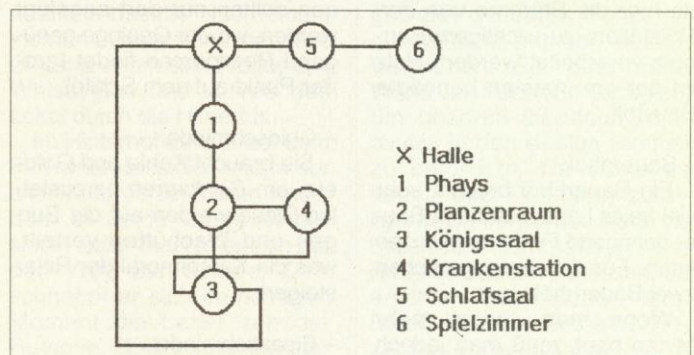 X 5 6
1
2 4
3
X Halle
1 Phays
2 Planzenraum
3 Königssaal
4 Krankenstation
5 Schlafsaal
6 Spielzimmer